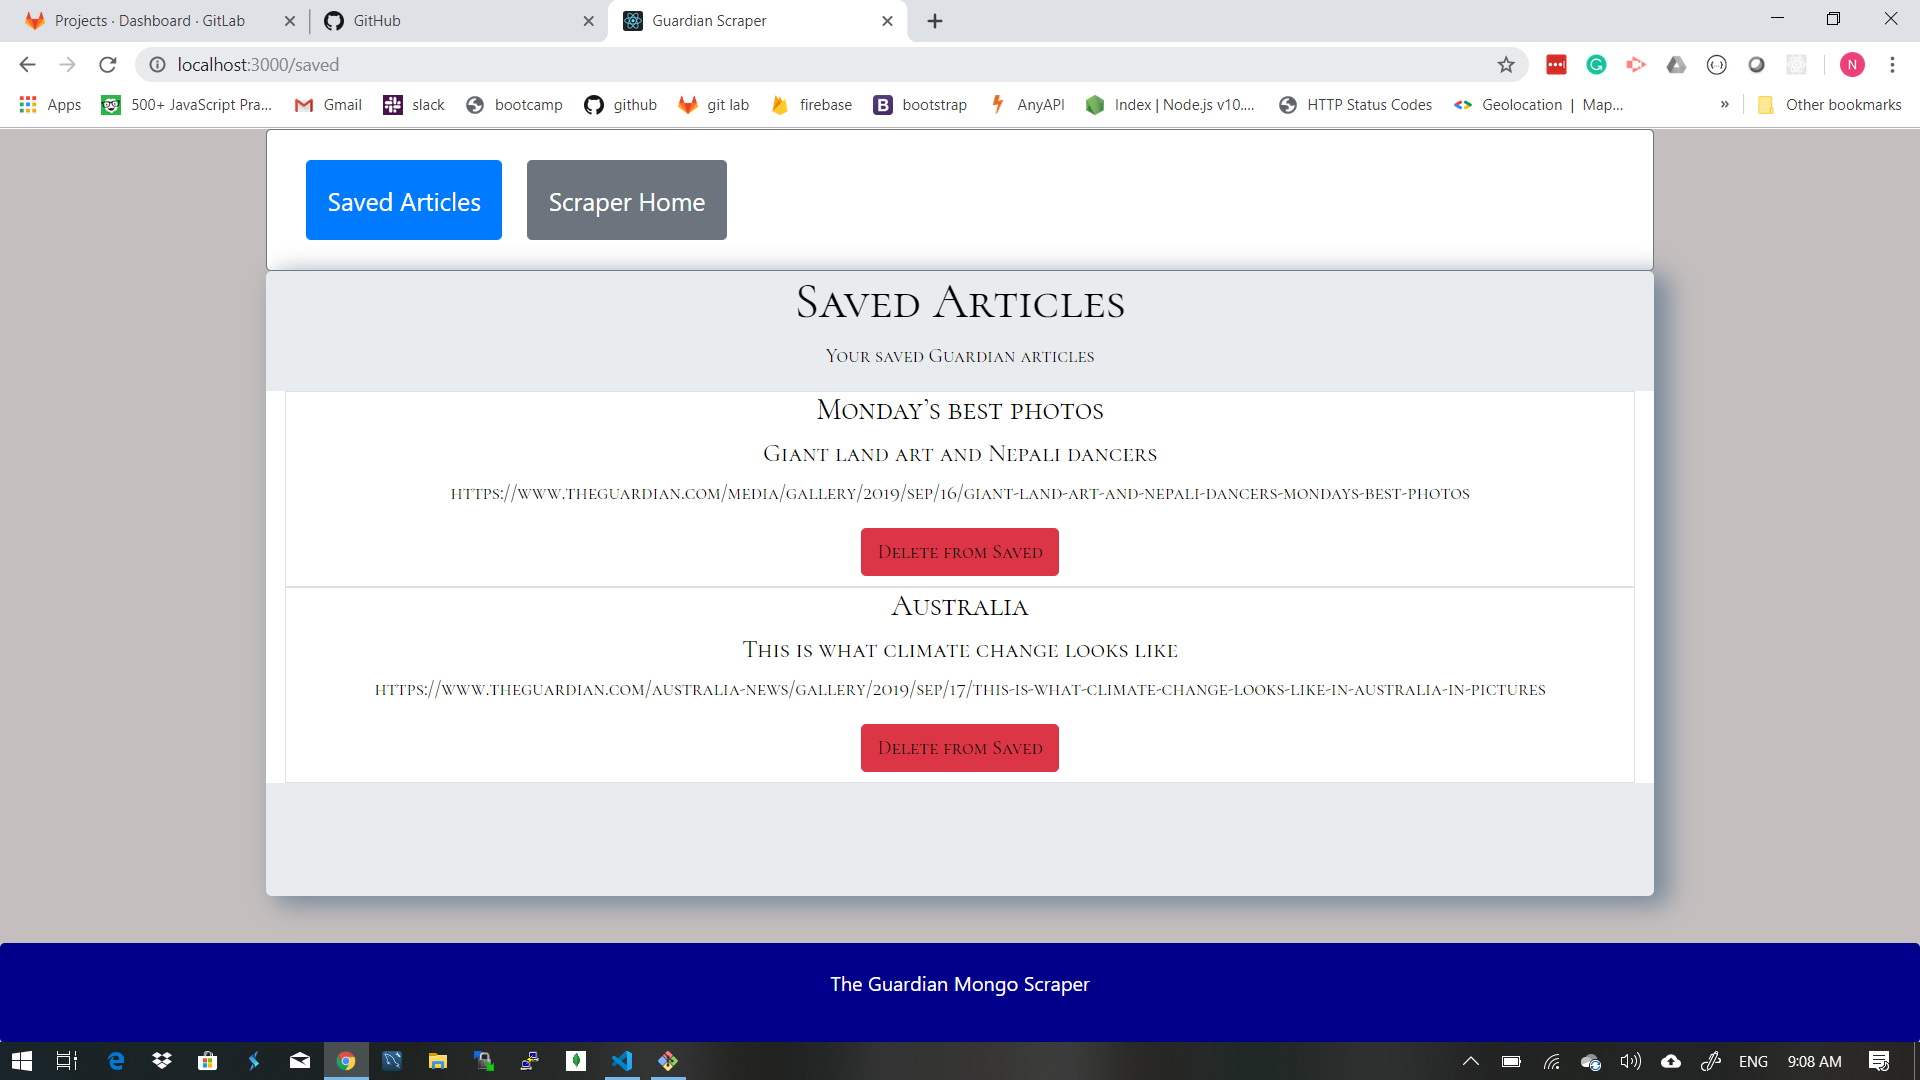 Projects · Dashboard · GitLab
GitHub
Guardian Scraper
localhost:3000/saved
N
Apps
500+ JavaScript Pra...
Gmail
slack
bootcamp
github
git lab
firebase
B
bootstrap
AnyAPI
Index | Node.js v10....
HTTP Status Codes
Geolocation | Map...
»
Other bookmarks
Saved Articles
Scraper Home
Saved Articles
Your saved Guardian articles
Monday’s best photos
Giant land art and Nepali dancers
https://www.theguardian.com/media/gallery/2019/sep/16/giant-land-art-and-nepali-dancers-mondays-best-photos
Delete from Saved
Australia
This is what climate change looks like
https://www.theguardian.com/australia-news/gallery/2019/sep/17/this-is-what-climate-change-looks-like-in-australia-in-pictures
Delete from Saved
The Guardian Mongo Scraper
ENG
9:08 AM